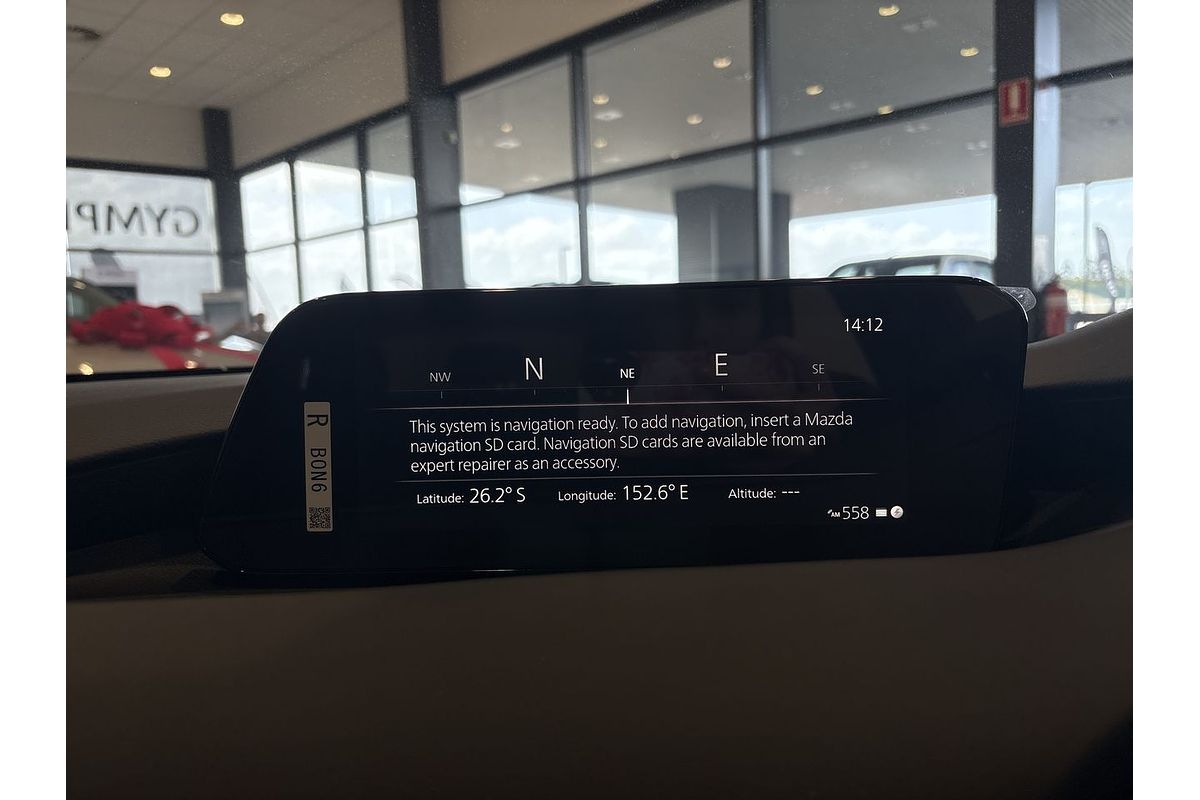 GYMPI
14:12
NW N NE E SE
This system is navigation ready. To add navigation, insert a Mazda
navigation SD card. Navigation SD cards are available from an
expert repairer as an accessory.
Latitude: 26.2° S Longitude: 152.6° E Altitude: ---
AM 558
R BON6